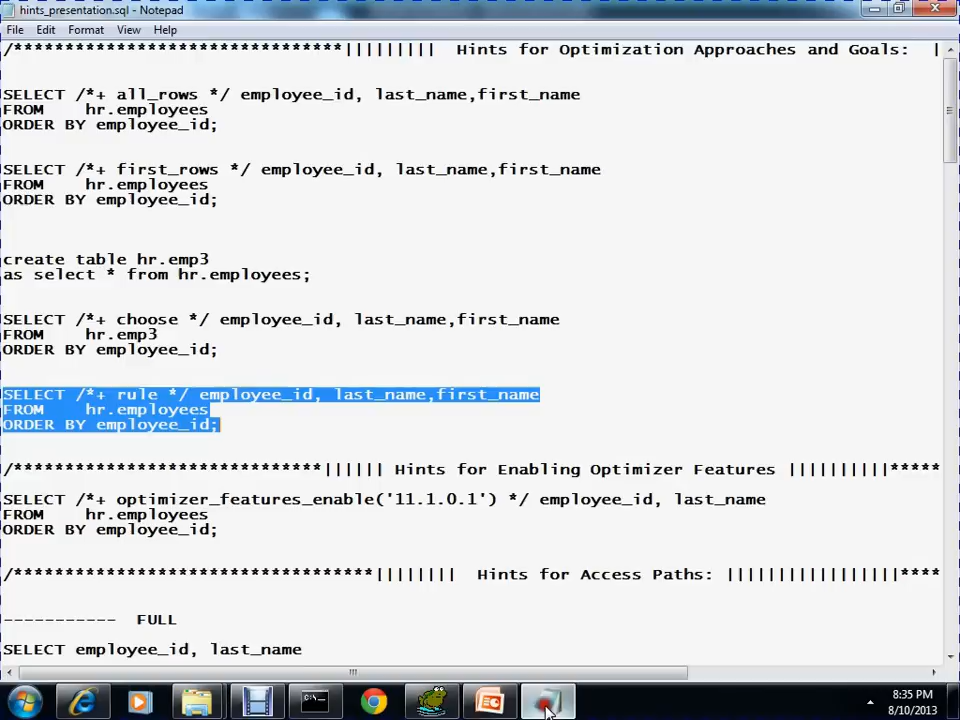 hints_presentation.sql - Notepad
File Edit Format View Help
/********************************||||||||| Hints for Optimization Approaches and Goals: |
SELECT /*+ all_rows */ employee_id, last_name,first_name
FROM hr.employees
ORDER BY employee_id;
SELECT /*+ first_rows */ employee_id, last_name,first_name
FROM hr.employees
ORDER BY employee_id;
create table hr.emp3
as select * from hr.employees;
SELECT /*+ choose */ employee_id, last_name,first_name
FROM hr.emp3
ORDER BY employee_id;
SELECT /*+ rule */ employee_id, last_name,first_name
FROM hr.employees
ORDER BY employee_id;
/******************************|||||| Hints for Enabling Optimizer Features ||||||||||*****
SELECT /*+ optimizer_features_enable('11.1.0.1') */ employee_id, last_name
FROM hr.employees
ORDER BY employee_id;
/***********************************|||||||| Hints for Access Paths: |||||||||||||||||****
----------- FULL
SELECT employee_id, last_name
8:35 PM
8/10/2013